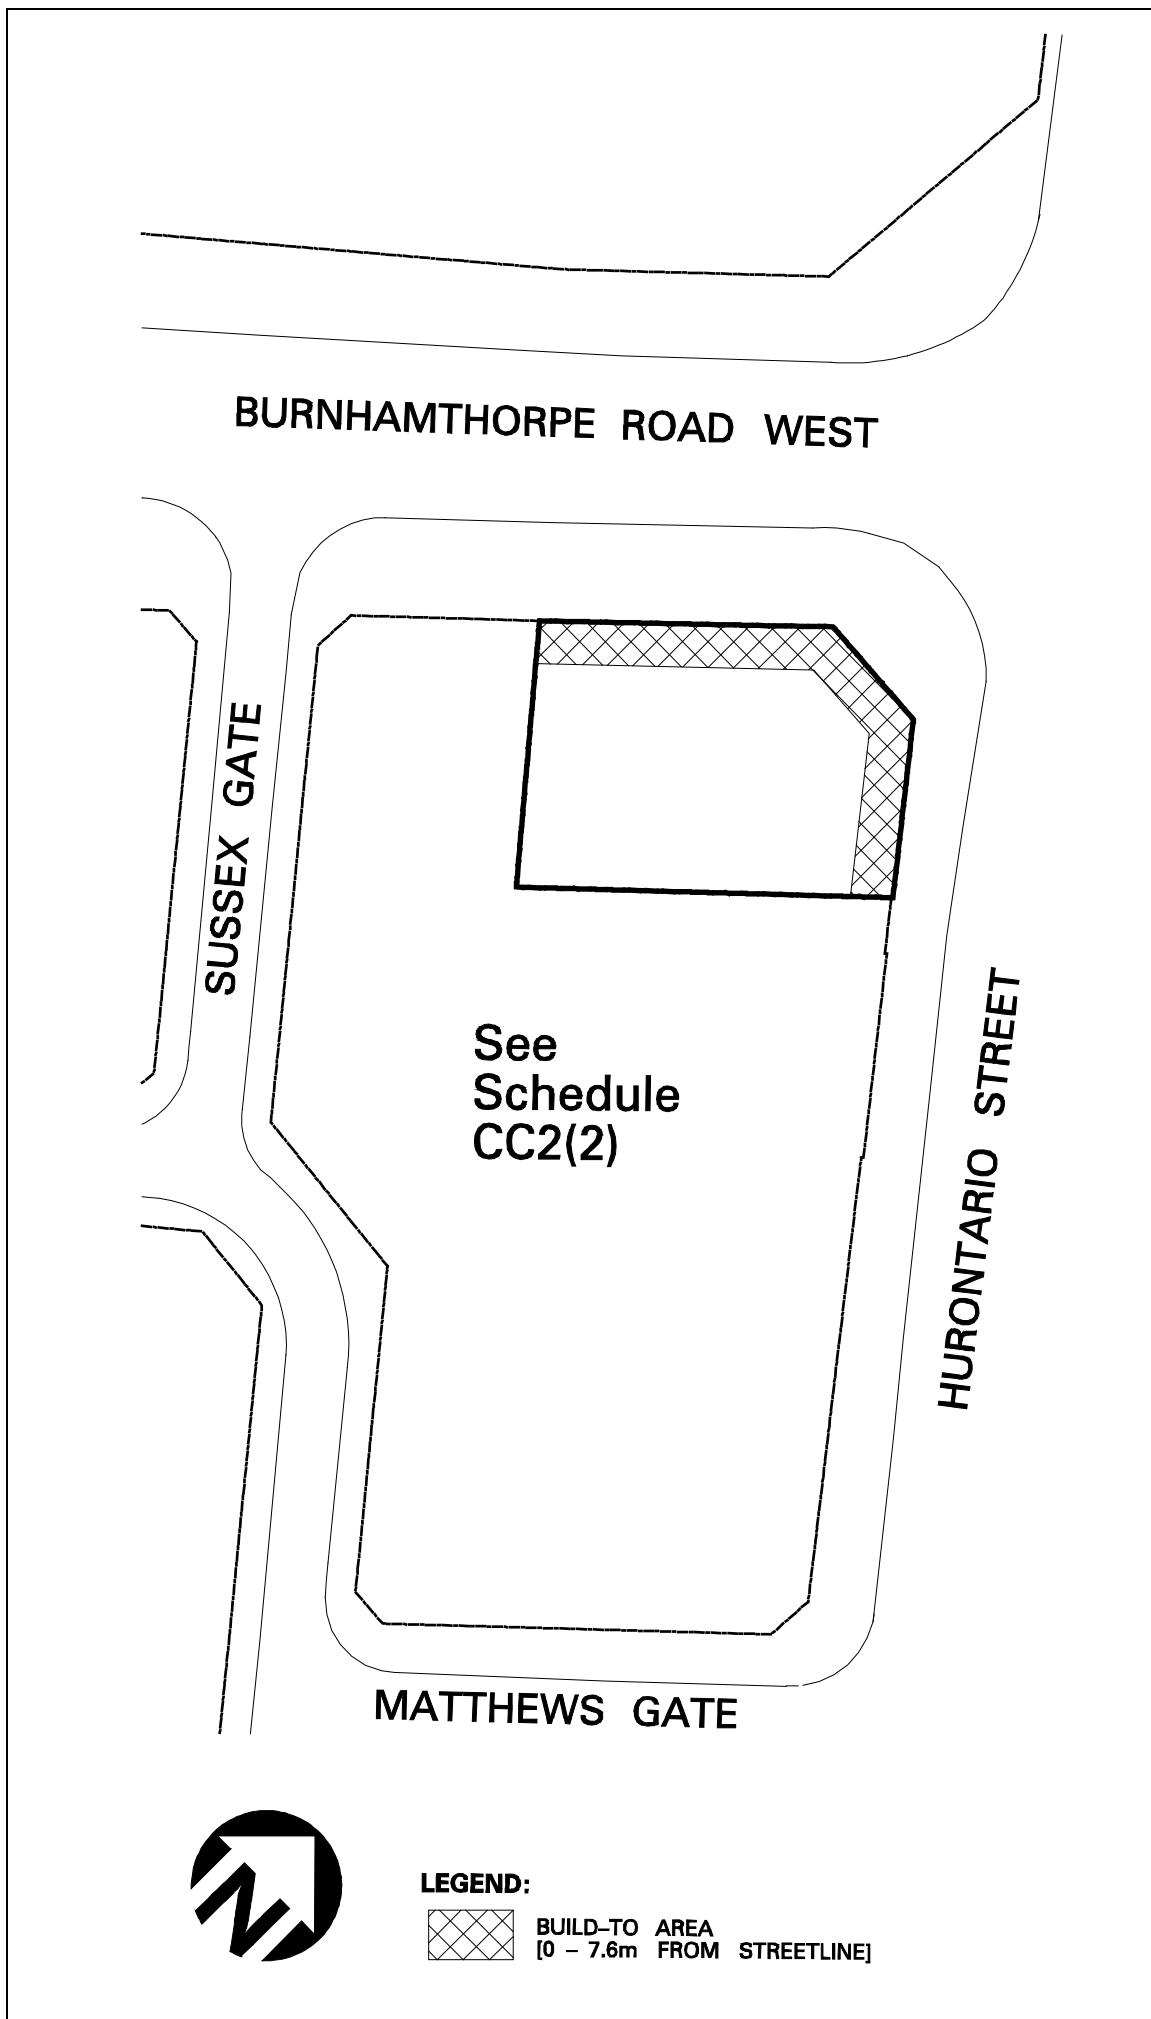 BURNHAMTHORPE ROAD WEST
SUSSEX GATE
See
Schedule
CC2(2)
HURONTARIO STREET
MATTHEWS GATE
N
LEGEND:
BUILD–TO AREA
[0 – 7.6m FROM STREETLINE]